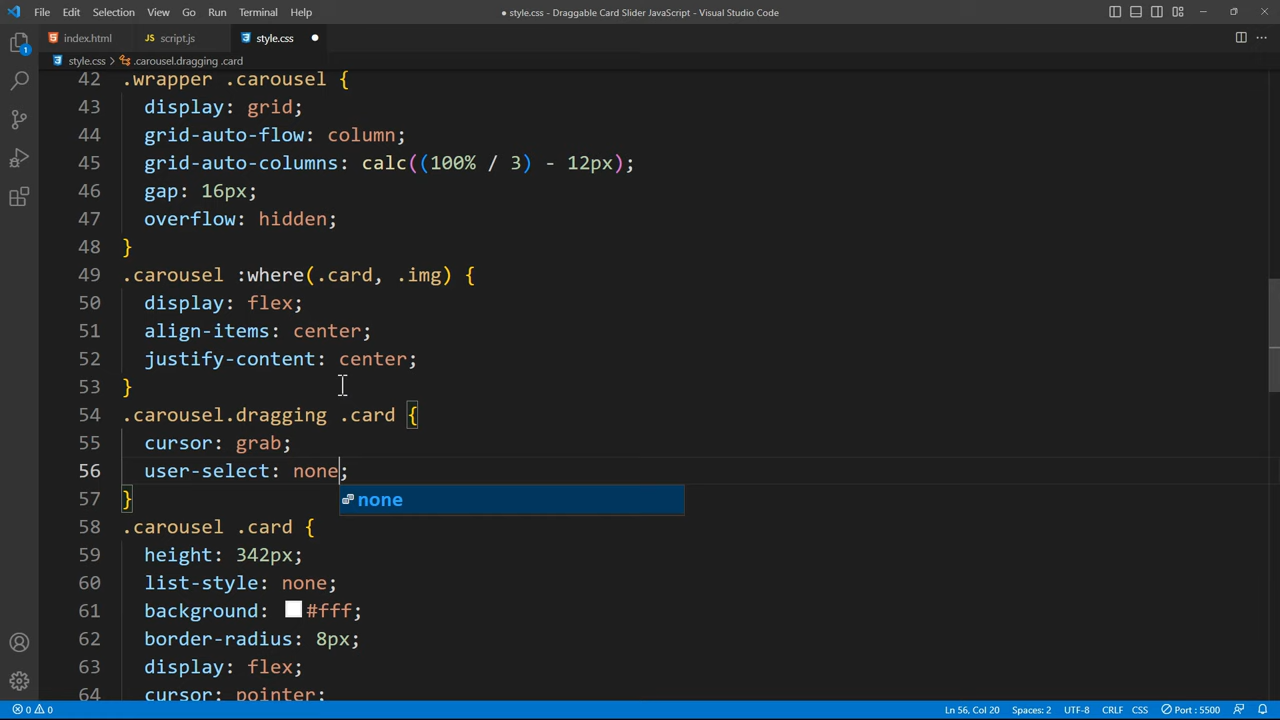 File Edit Selection View Go Run Terminal Help ● style.css - Draggable Card Slider JavaScript - Visual Studio Code
index.html JS script.js style.css ●
style.css > .carousel.dragging .card
42 .wrapper .carousel {
43 display: grid;
44 grid-auto-flow: column;
45 grid-auto-columns: calc((100% / 3) - 12px);
46 gap: 16px;
47 overflow: hidden;
48 }
49 .carousel :where(.card, .img) {
50 display: flex;
51 align-items: center;
52 justify-content: center;
53 }
54 .carousel.dragging .card {
55 cursor: grab;
56 user-select: none;
57 }
none
58 .carousel .card {
59 height: 342px;
60 list-style: none;
61 background: #fff;
62 border-radius: 8px;
63 display: flex;
64 cursor: pointer;
1
0 0 Ln 56, Col 20 Spaces: 2 UTF-8 CRLF CSS Port : 5500